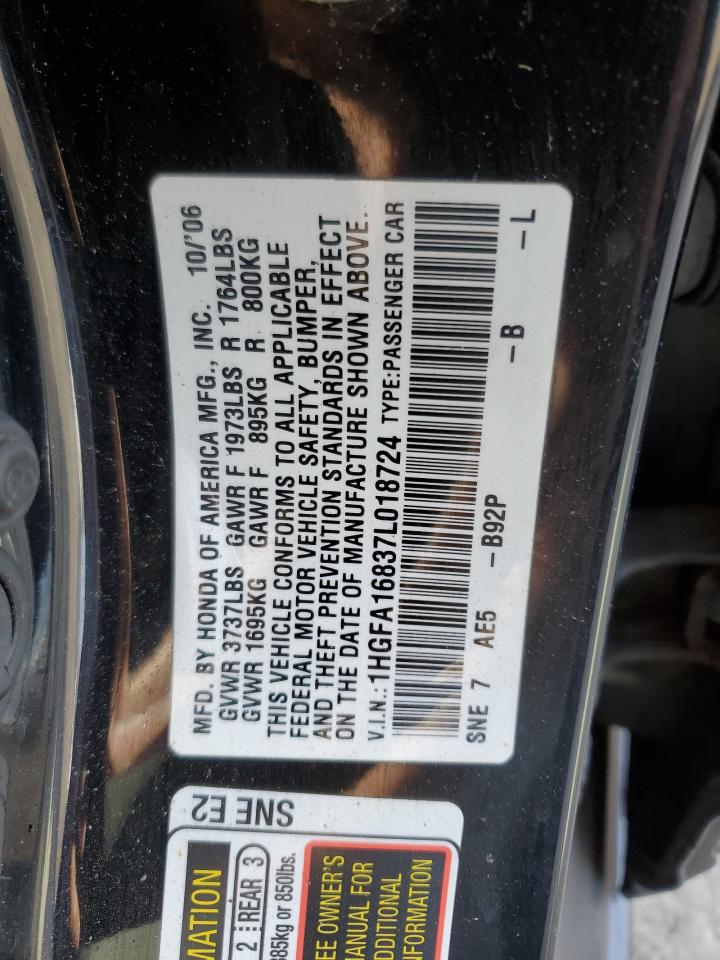 MFD. BY HONDA OF AMERICA MFG., INC. 10/'06
GVWR 3737LBS GAWR F 1973LBS R 1764LBS
GVWR 1695KG GAWR F 895KG R 800KG
THIS VEHICLE CONFORMS TO ALL APPLICABLE
FEDERAL MOTOR VEHICLE SAFETY, BUMPER,
AND THEFT PREVENTION STANDARDS IN EFFECT
ON THE DATE OF MANUFACTURE SHOWN ABOVE.
V.I.N.:1HGFA16837L018724 TYPE:PASSENGER CAR
SNE 7 AE5 -B92P -B -L
SNE E2
MATION
2 REAR 3
385kg or 850lbs.
EE OWNER'S
MANUAL FOR
ADDITIONAL
NFORMATION